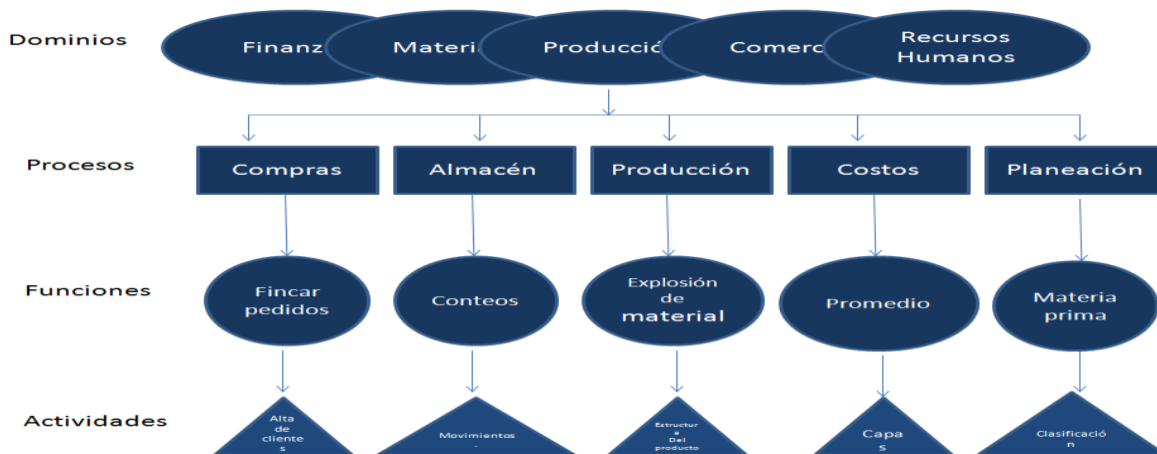 Dominios
Finanz
Materia
Producció
Comerc
Recursos
Humanos
Procesos
Compras
Almacén
Producción
Costos
Planeación
Funciones
Fincar
pedidos
Conteos
Explosión
de
material
Promedio
Materia
prima
Actividades
Alta
de
cliente
s
Movimientos
Estructur
a
Del
producto
Capa
s
Clasificació
n